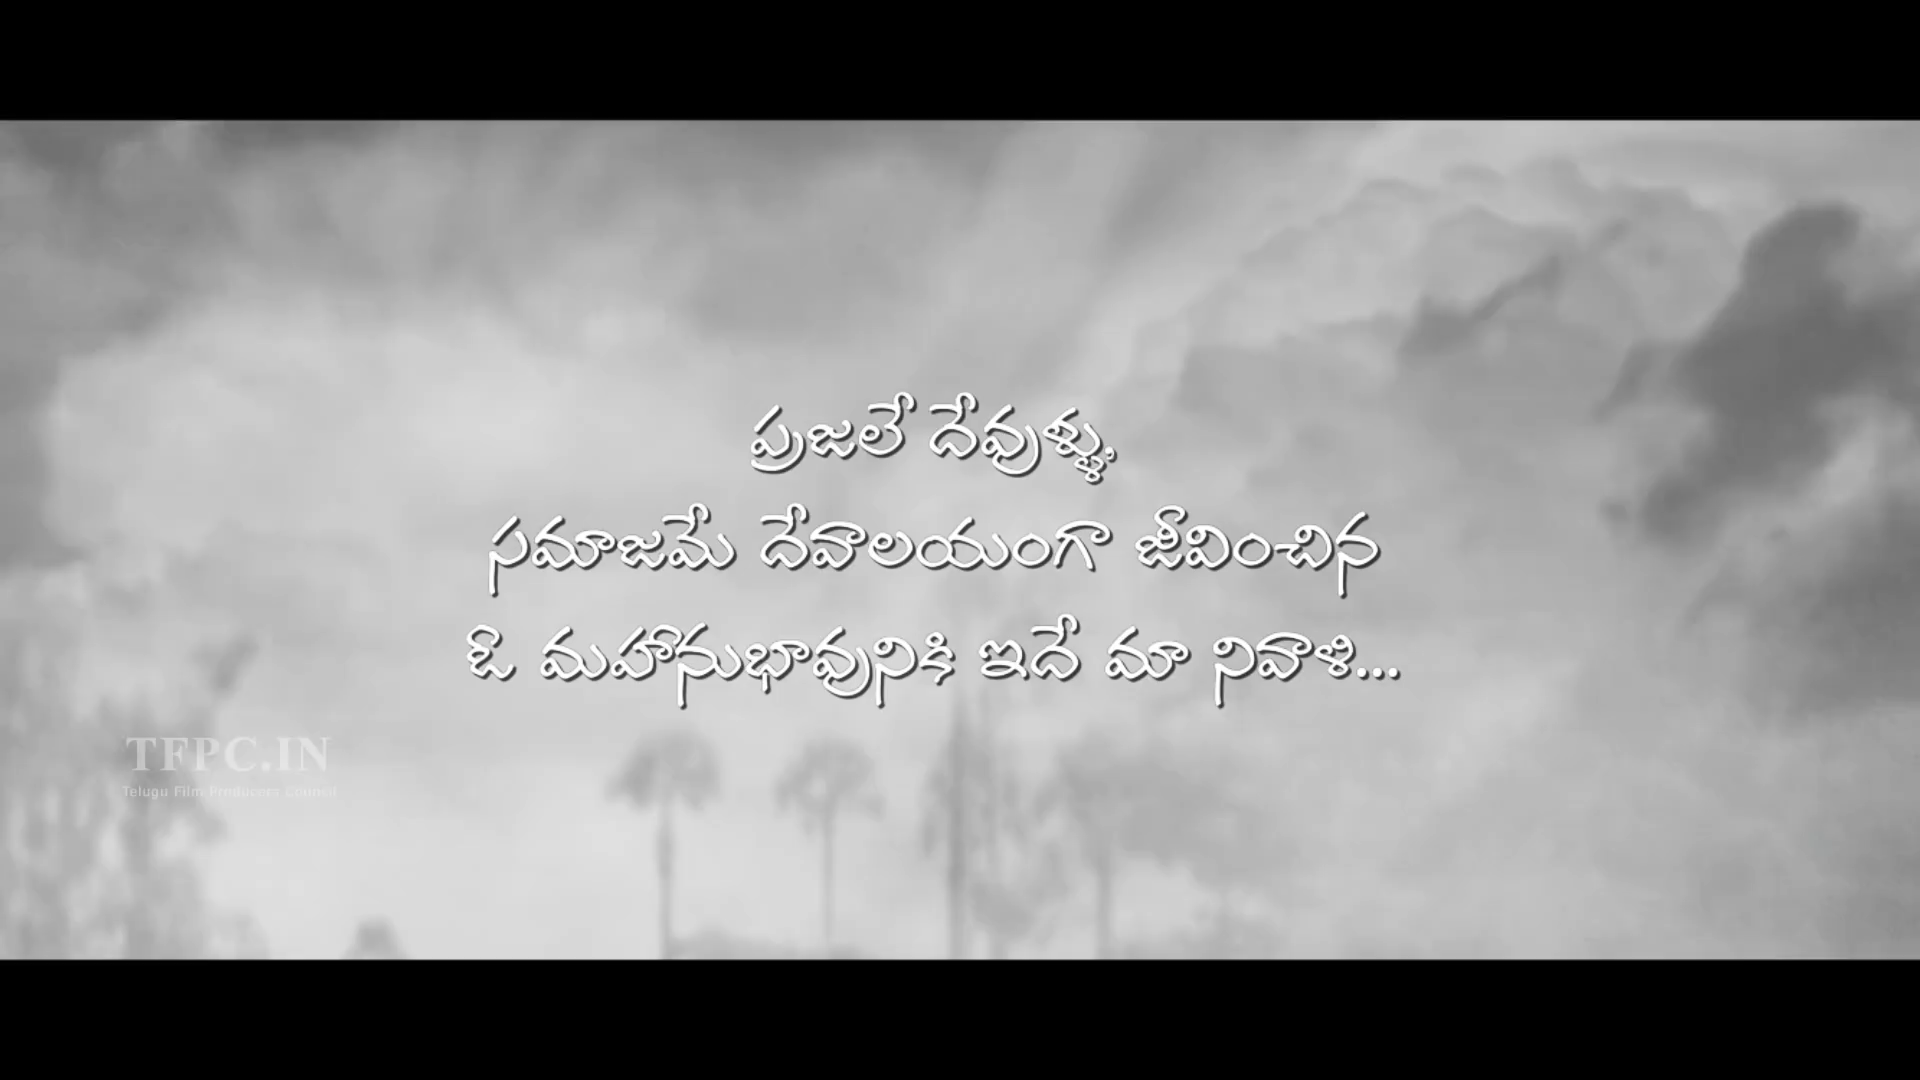 ప్రజలే దేవుళ్ళు.
సమాజమే దేవాలయంగా జీవించిన
ఓ మహానుభావునికి ఇదే మా నివాళి...
TFPC.IN
Telugu Film Producers Council